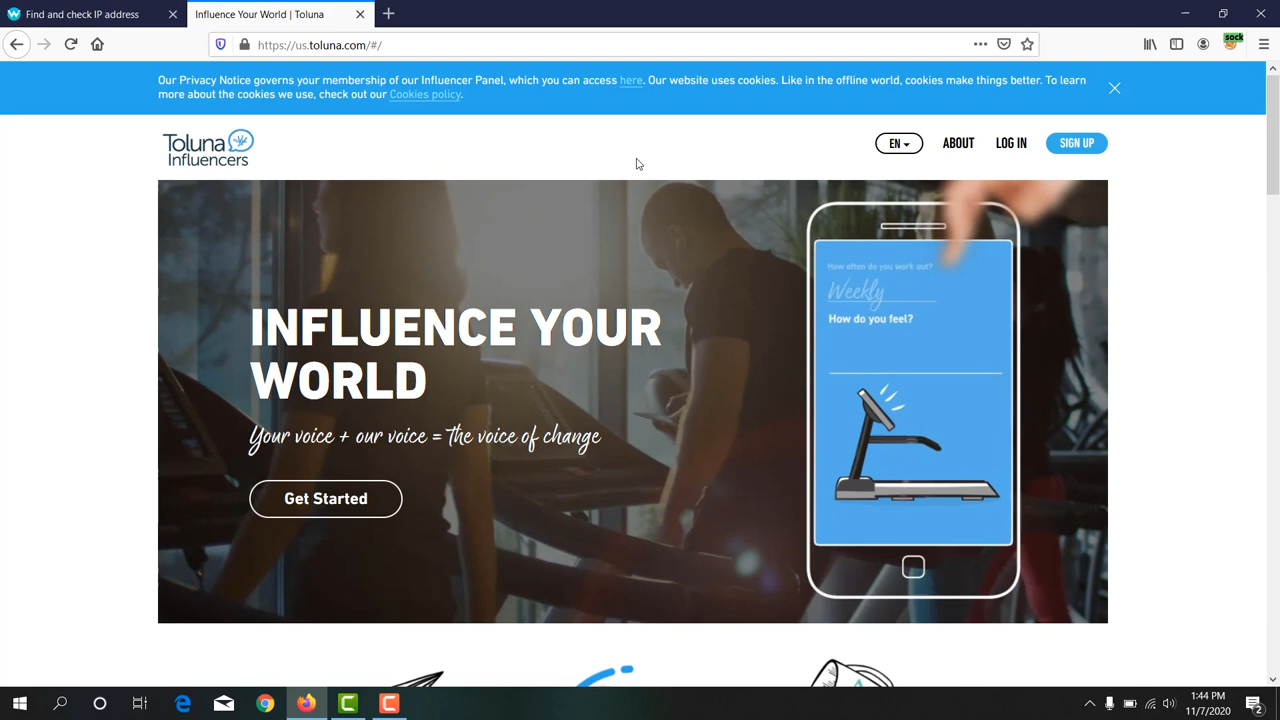 Find and check IP address
Influence Your World | Toluna
https://us.toluna.com/#/
sock
Our Privacy Notice governs your membership of our Influencer Panel, which you can access here. Our website uses cookies. Like in the offline world, cookies make things better. To learn
more about the cookies we use, check out our Cookies policy.
Toluna
Influencers
EN
ABOUT
LOG IN
SIGN UP
How often do you work out?
Weekly
How do you feel?
INFLUENCE YOUR
WORLD
Your voice + our voice = the voice of change
Get Started
1:44 PM
11/7/2020
2